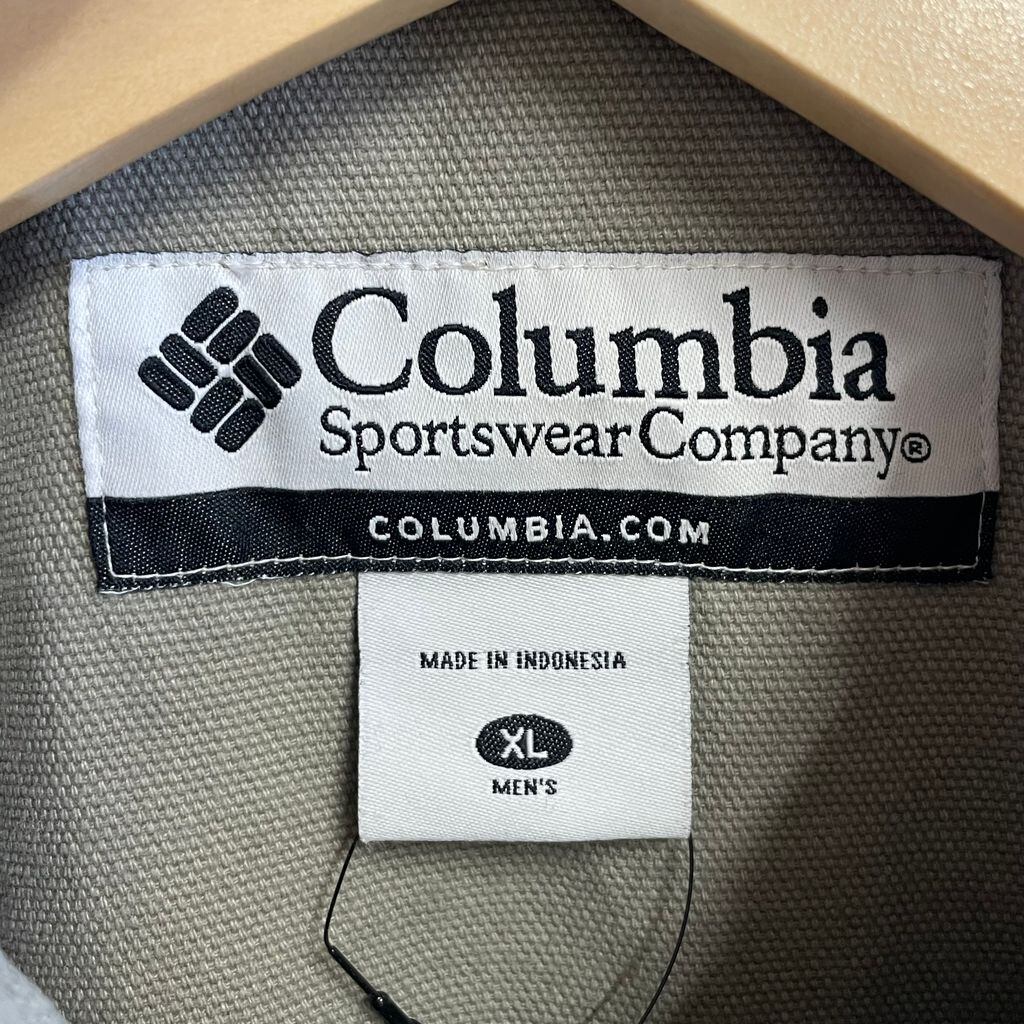 Columbia
Sportswear Company®
COLUMBIA.COM
MADE IN INDONESIA
XL
MEN'S